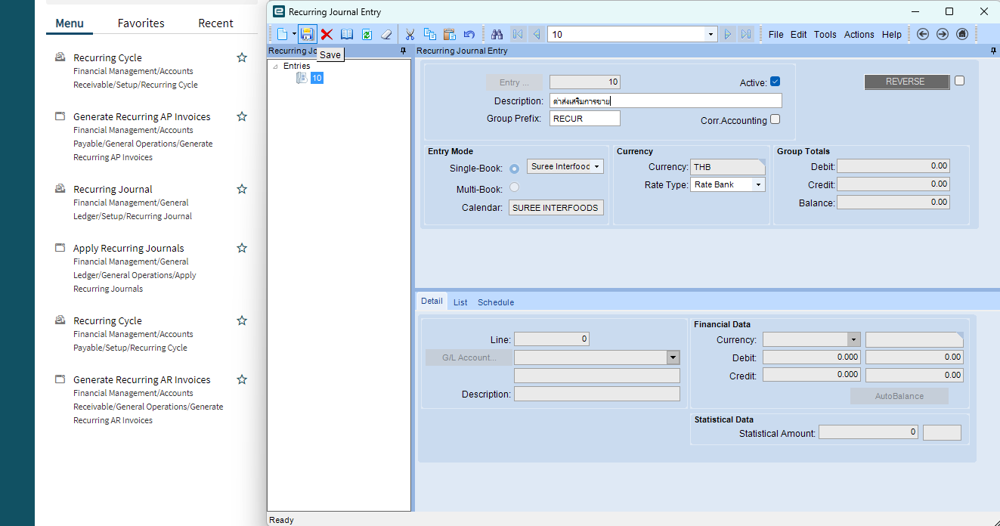 Menu
Favorites
Recent
Recurring Cycle
Financial Management/Accounts
Receivable/Setup/Recurring Cycle
Generate Recurring AP Invoices
Financial Management/Accounts
Payable/General Operations/Generate
Recurring AP Invoices
Recurring Journal
Financial Management/General
Ledger/Setup/Recurring Journal
Apply Recurring Journals
Financial Management/General
Ledger/General Operations/Apply
Recurring Journals
Recurring Cycle
Financial Management/Accounts
Payable/Setup/Recurring Cycle
Generate Recurring AR Invoices
Financial Management/Accounts
Receivable/General Operations/Generate
Recurring AR Invoices
Recurring Journal Entry
10
File Edit Tools Actions Help
Recurring Jo
Save
Entries
10
Recurring Journal Entry
Entry ... 10
Active:
REVERSE
Description: ค่าส่งเสริมการขาย
Group Prefix: RECUR
Corr.Accounting
Entry Mode
Single-Book: Suree Interfood
Multi-Book:
Calendar: SUREE INTERFOODS
Currency
Currency: THB
Rate Type: Rate Bank
Group Totals
Debit: 0.00
Credit: 0.00
Balance: 0.00
Detail List Schedule
Line: 0
G/L Account...
Description:
Financial Data
Currency:
Debit: 0.000 0.00
Credit: 0.000 0.00
AutoBalance
Statistical Data
Statistical Amount: 0
Ready